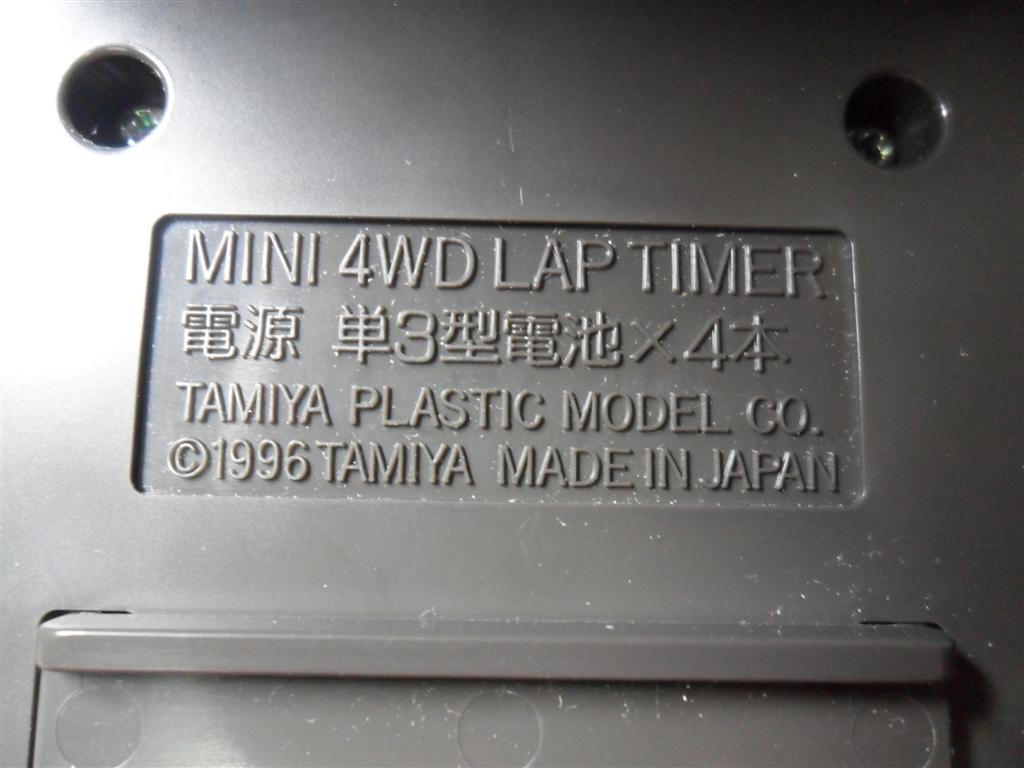 MINI 4WD LAP TIMER
電源 単3型電池×4本
TAMIYA PLASTIC MODEL CO.
©1996 TAMIYA MADE IN JAPAN